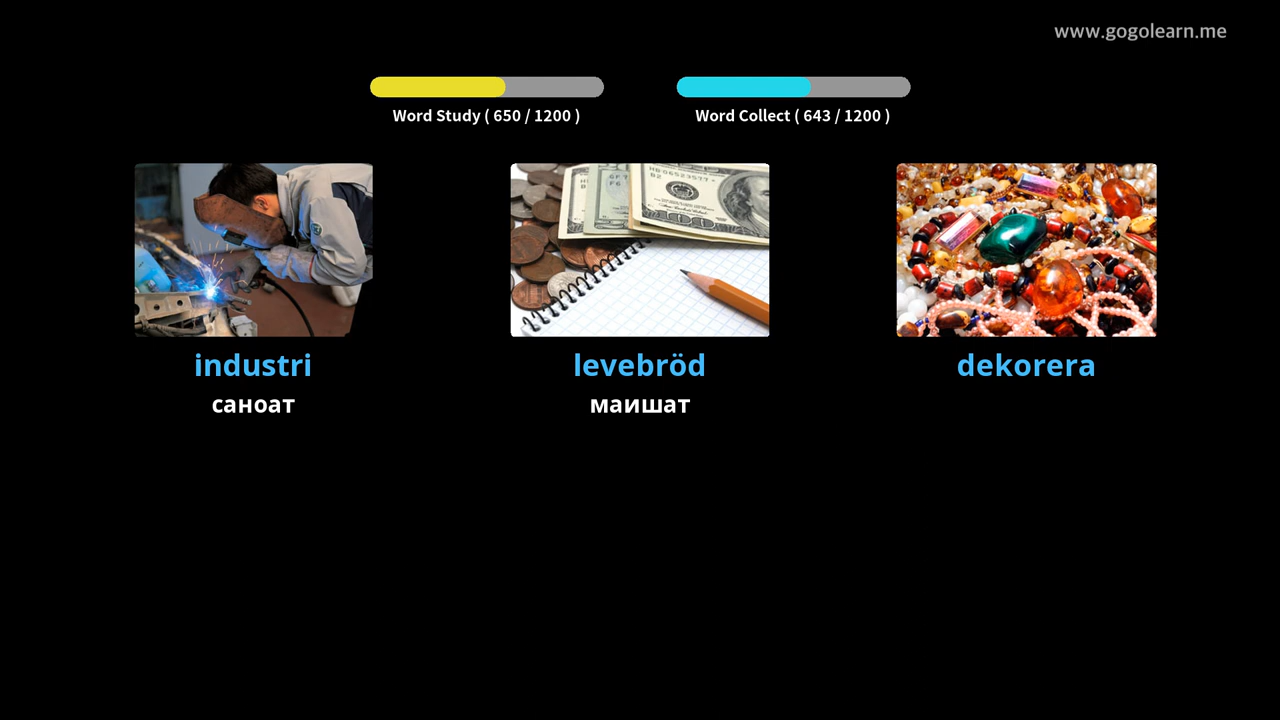 www.gogolearn.me
Word Study ( 650 / 1200 )
Word Collect ( 643 / 1200 )
industri
levebröd
dekorera
саноат
маишат